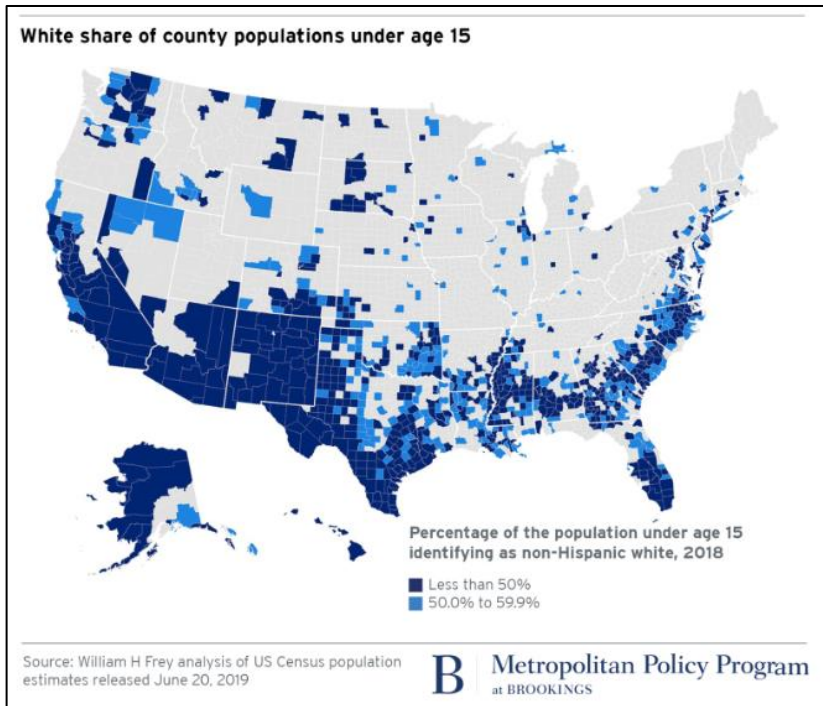 White share of county populations under age 15
Percentage of the population under age 15
identifying as non-Hispanic white, 2018
Less than 50%
50.0% to 59.9%
Source: William H Frey analysis of US Census population
estimates released June 20, 2019
B Metropolitan Policy Program
at BROOKINGS